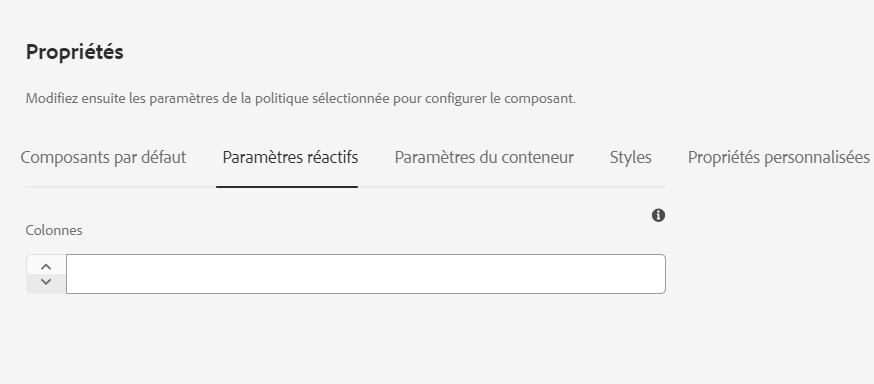 Propriétés
Modifiez ensuite les paramètres de la politique sélectionnée pour configurer le composant.
Composants par défaut Paramètres réactifs Paramètres du conteneur Styles Propriétés personnalisées
Colonnes